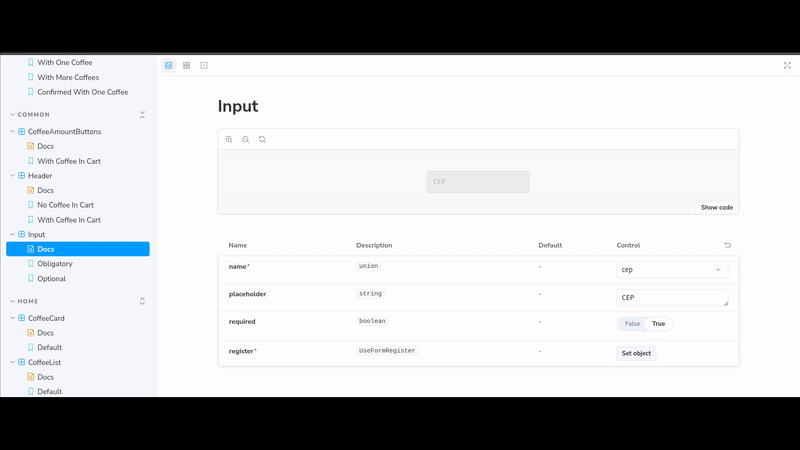 With One Coffee
With More Coffees
Confirmed With One Coffee
COMMON
CoffeeAmountButtons
Docs
With Coffee In Cart
Header
Docs
No Coffee In Cart
With Coffee In Cart
Input
Docs
Obligatory
Optional
HOME
CoffeeCard
Docs
Default
CoffeeList
Docs
Default
Input
CEP
Show code
Name Description Default Control
name* union - cep
placeholder string - CEP
required boolean - False True
register* UseFormRegister - Set object